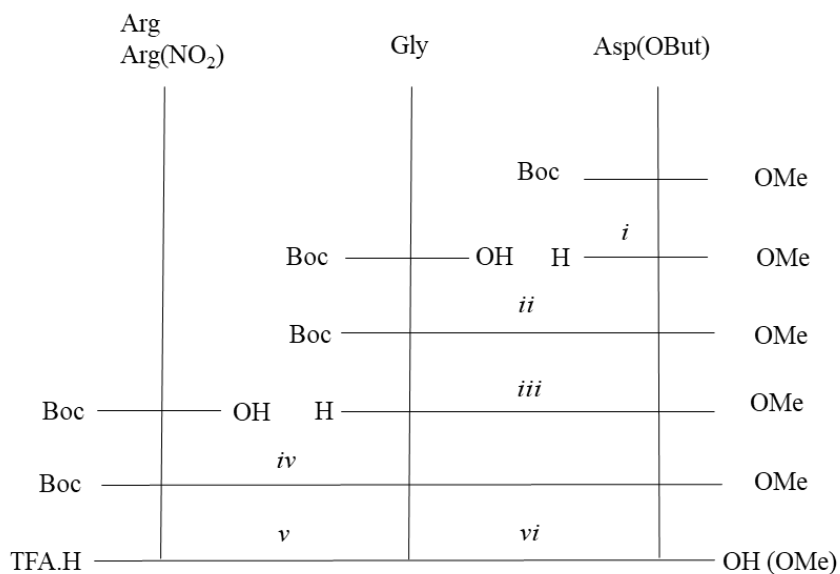 Arg
Arg(NO₂)
Gly
Asp(OBut)
Boc
OMe
i
Boc
OH
H
OMe
ii
Boc
OMe
iii
Boc
OH
H
OMe
iv
Boc
OMe
v
vi
TFA.H
OH (OMe)